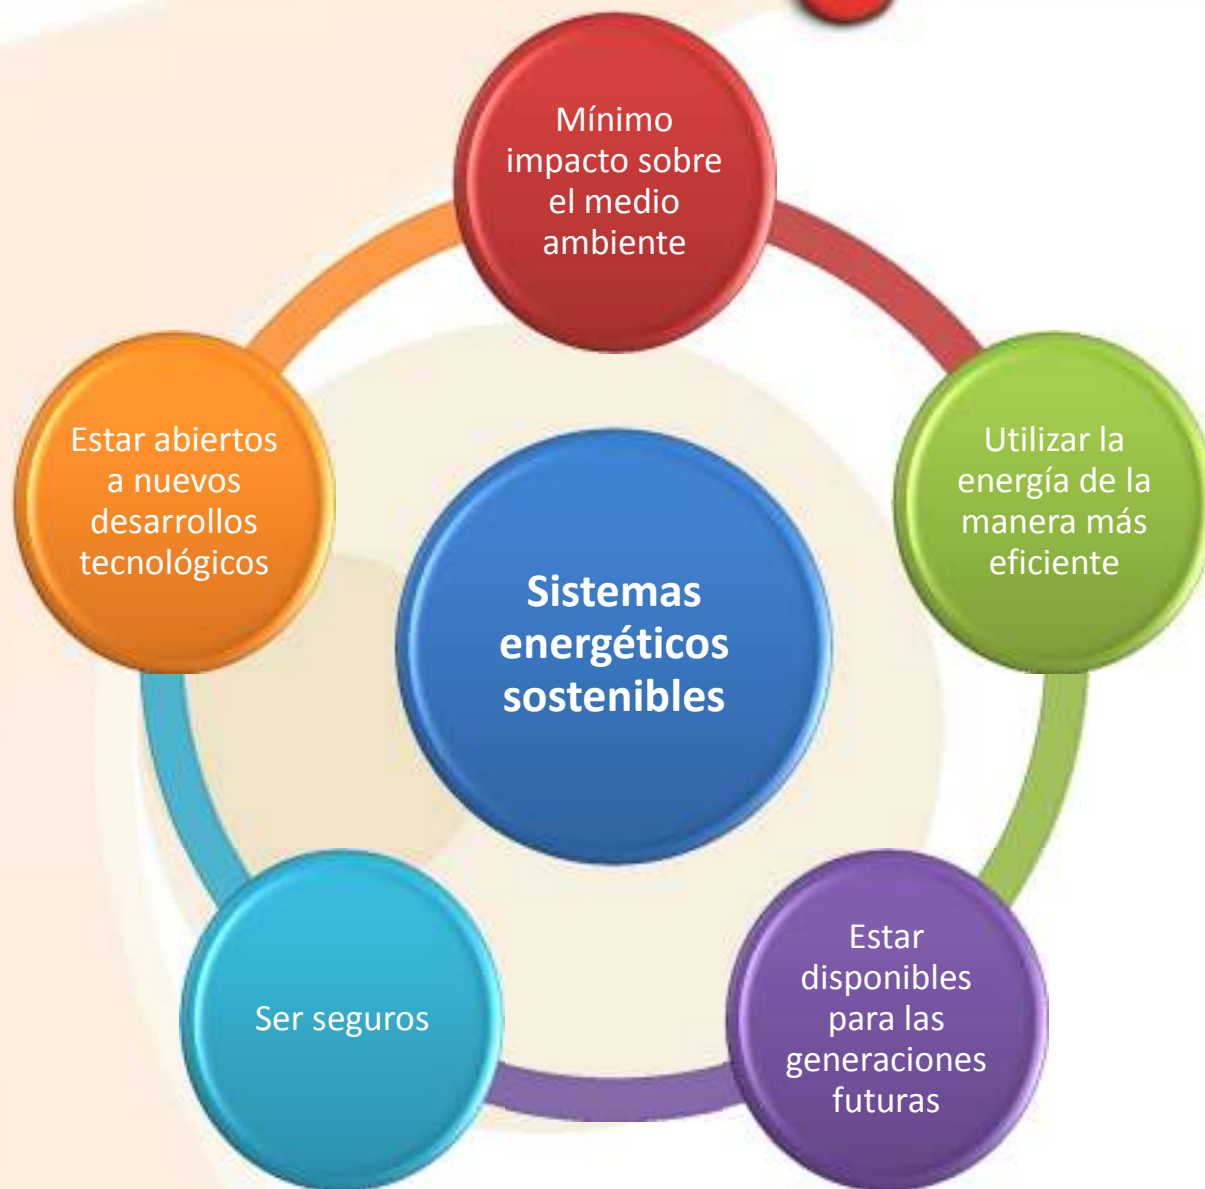 Mínimo
impacto sobre
el medio
ambiente
Utilizar la
energía de la
manera más
eficiente
Estar
disponibles
para las
generaciones
futuras
Ser seguros
Estar abiertos
a nuevos
desarrollos
tecnológicos
Sistemas
energéticos
sostenibles